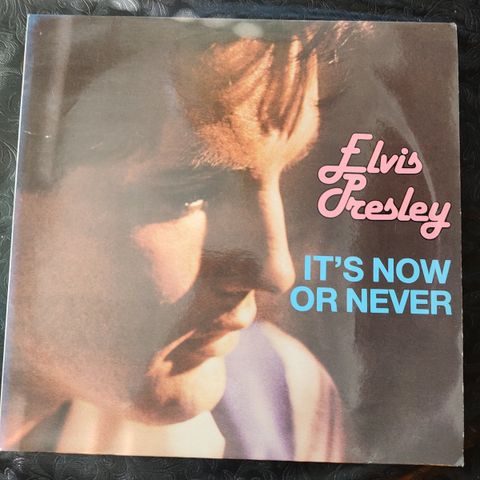 Elvis
Presley
IT'S NOW
OR NEVER